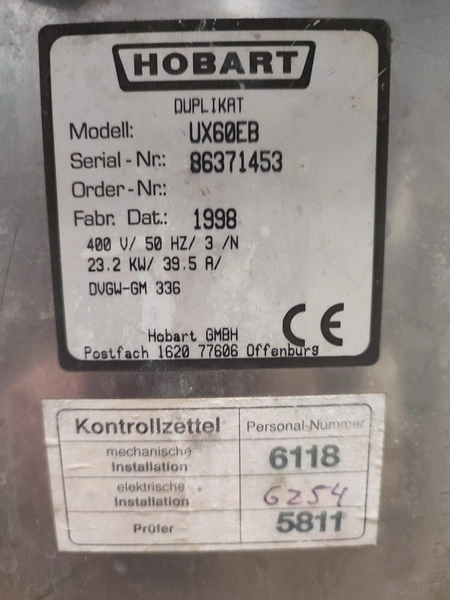 HOBART
DUPLIKAT
Modell: UX60EB
Serial-Nr.: 86371453
Order-Nr.:
Fabr. Dat.: 1998
400 V/ 50 HZ/ 3 /N
23.2 KW/ 39.5 A/
DVGW-GM 336
CE
Hobart GMBH
Postfach 1620 77606 Offenburg
Kontrollzettel Personal-Nummer
mechanische
Installation 6118
elektrische
Installation 6254
Prüfer 5811